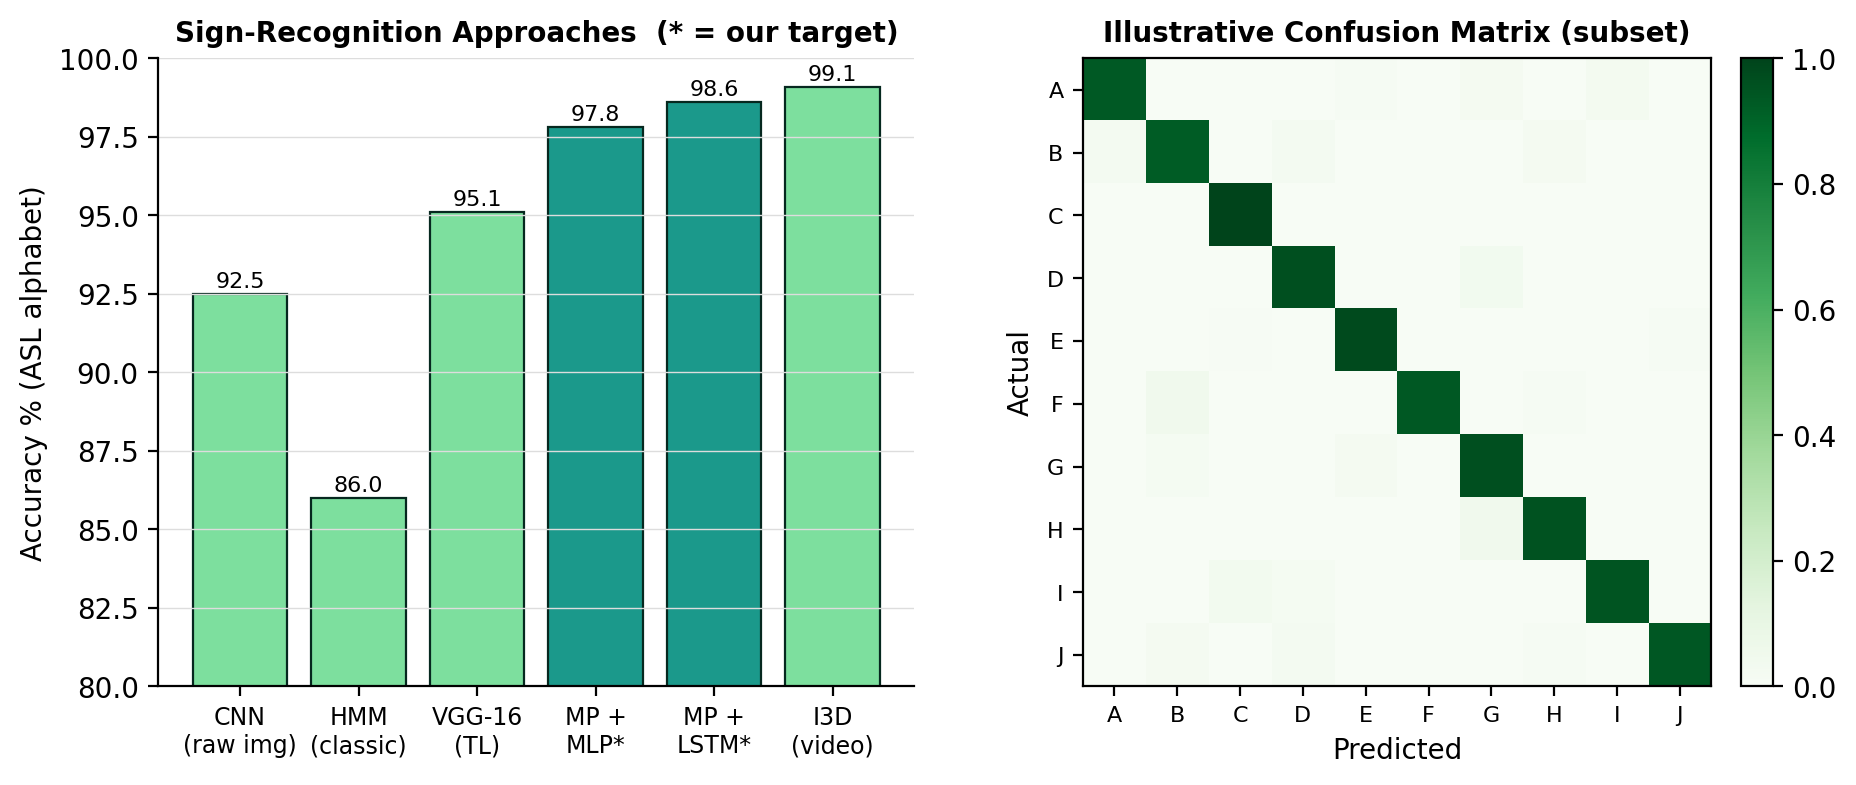 Sign-Recognition Approaches  (* = our target)
Accuracy % (ASL alphabet)
100.0
97.5
95.0
92.5
90.0
87.5
85.0
82.5
80.0
92.5
86.0
95.1
97.8
98.6
99.1
CNN
(raw img)
HMM
(classic)
VGG-16
(TL)
MP +
MLP*
MP +
LSTM*
I3D
(video)
Illustrative Confusion Matrix (subset)
Actual
A
B
C
D
E
F
G
H
I
J
A B C D E F G H I J
Predicted
1.0
0.8
0.6
0.4
0.2
0.0